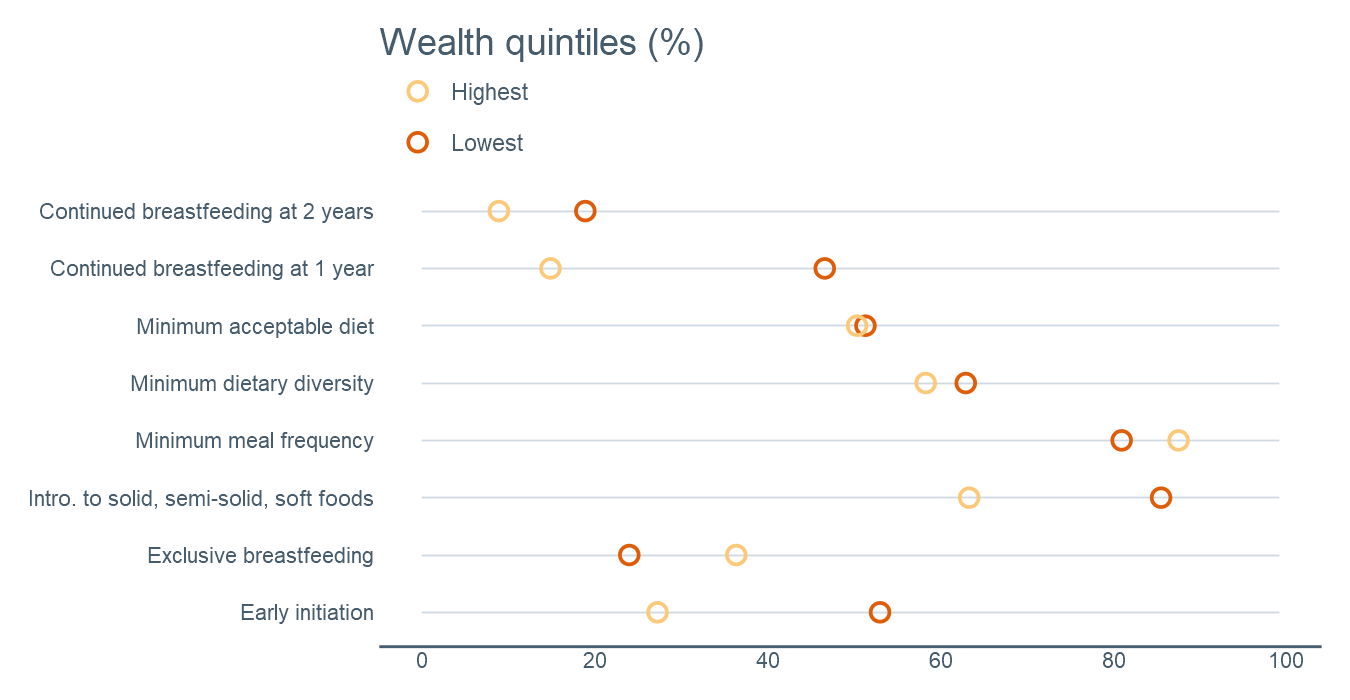 Wealth quintiles (%)
Highest
Lowest
Continued breastfeeding at 2 years
Continued breastfeeding at 1 year
Minimum acceptable diet
Minimum dietary diversity
Minimum meal frequency
Intro. to solid, semi-solid, soft foods
Exclusive breastfeeding
Early initiation
0 20 40 60 80 100